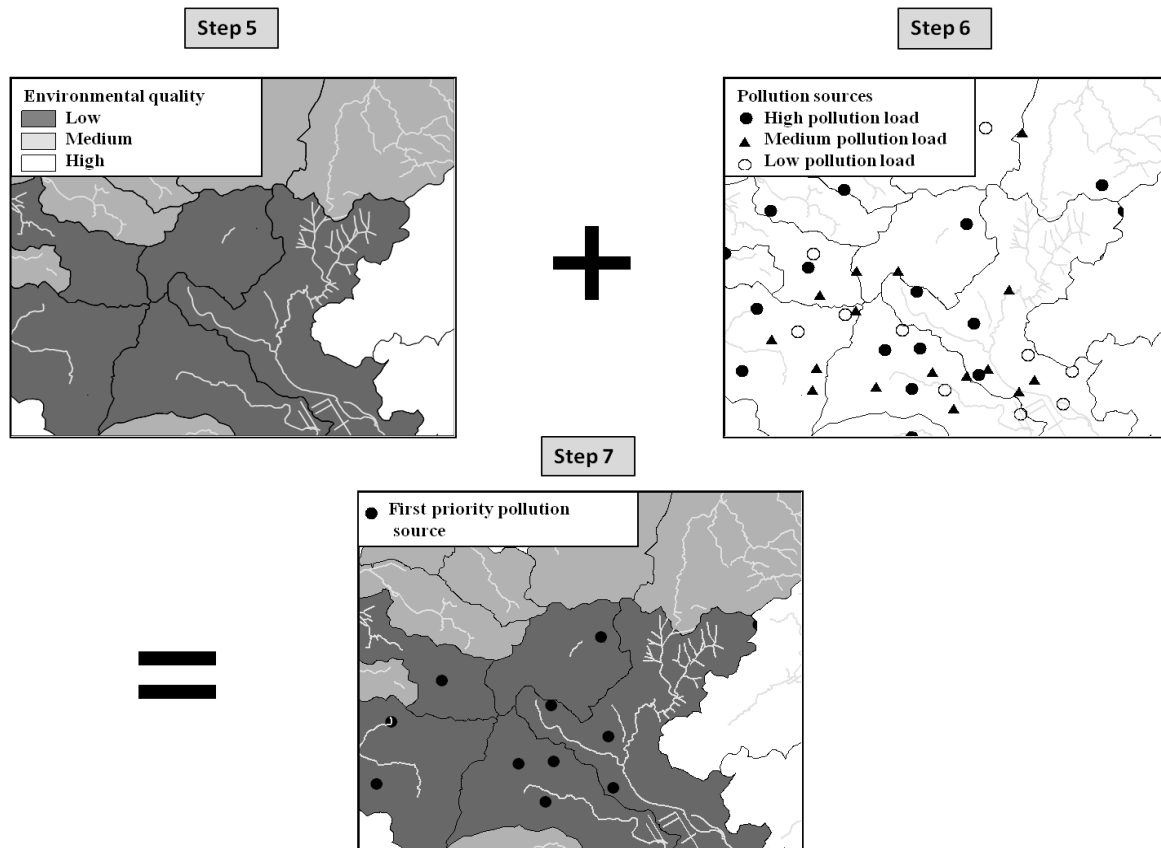 Step 5
Step 6
Environmental quality
Low
Medium
High
Pollution sources
High pollution load
Medium pollution load
Low pollution load
Step 7
First priority pollution
source